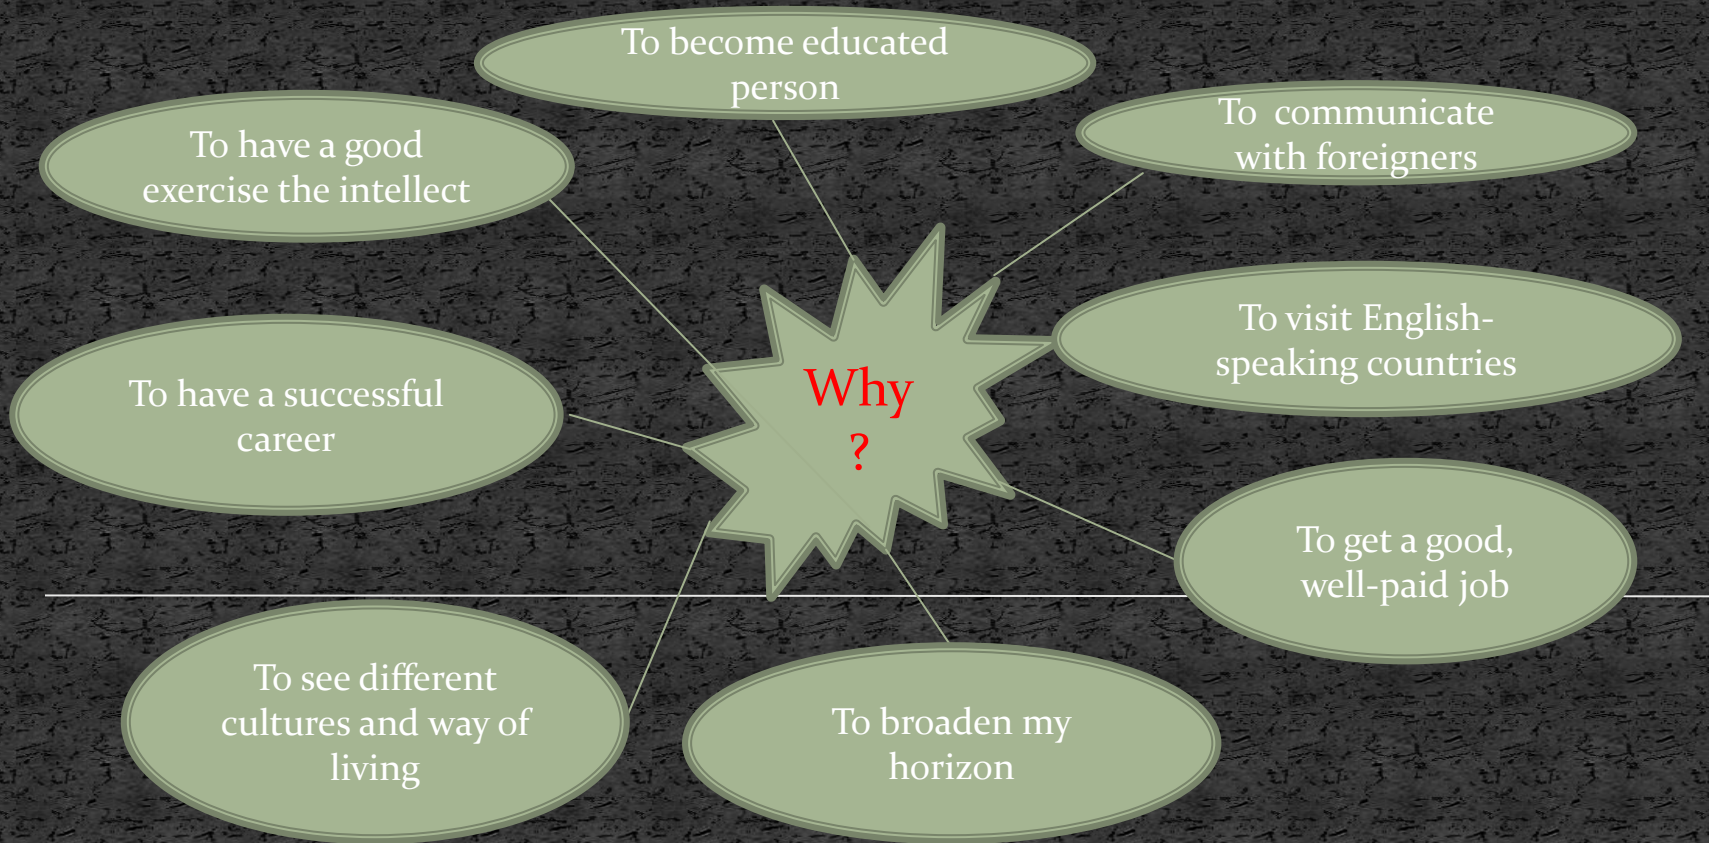 To become educated
person
To communicate
with foreigners
To have a good
exercise the intellect
To visit English-
speaking countries
Why
?
To have a successful
career
To get a good,
well-paid job
To see different
cultures and way of
living
To broaden my
horizon